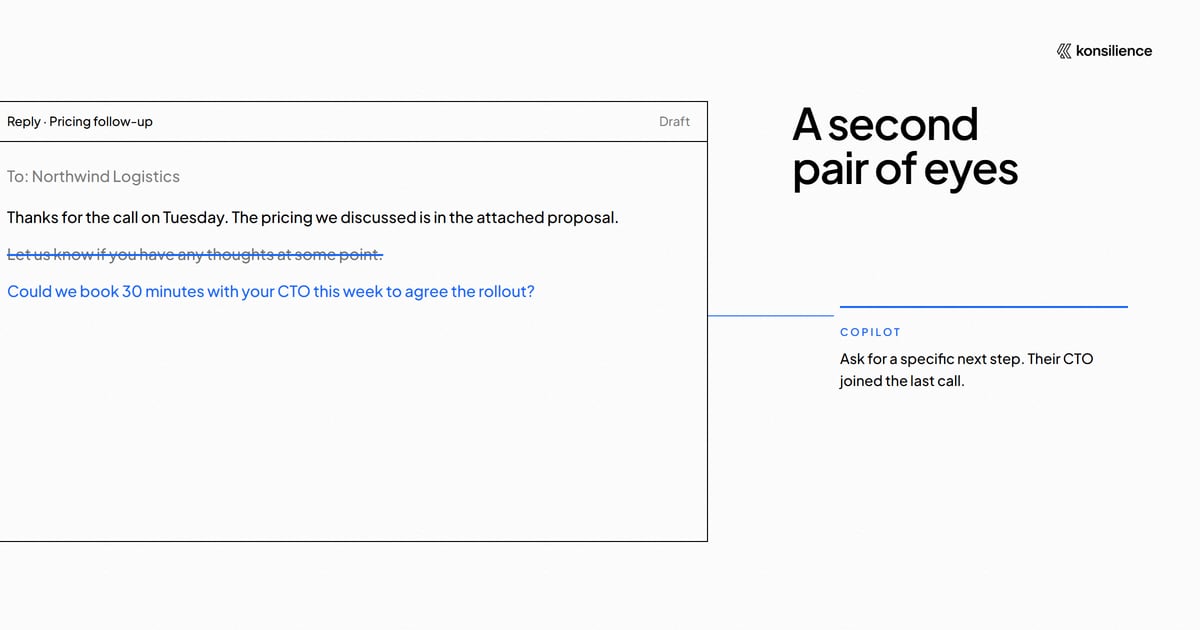 konsilience
Reply · Pricing follow-up
Draft
To: Northwind Logistics
Thanks for the call on Tuesday. The pricing we discussed is in the attached proposal.
Let us know if you have any thoughts at some point.
Could we book 30 minutes with your CTO this week to agree the rollout?
A second
pair of eyes
COPILOT
Ask for a specific next step. Their CTO
joined the last call.